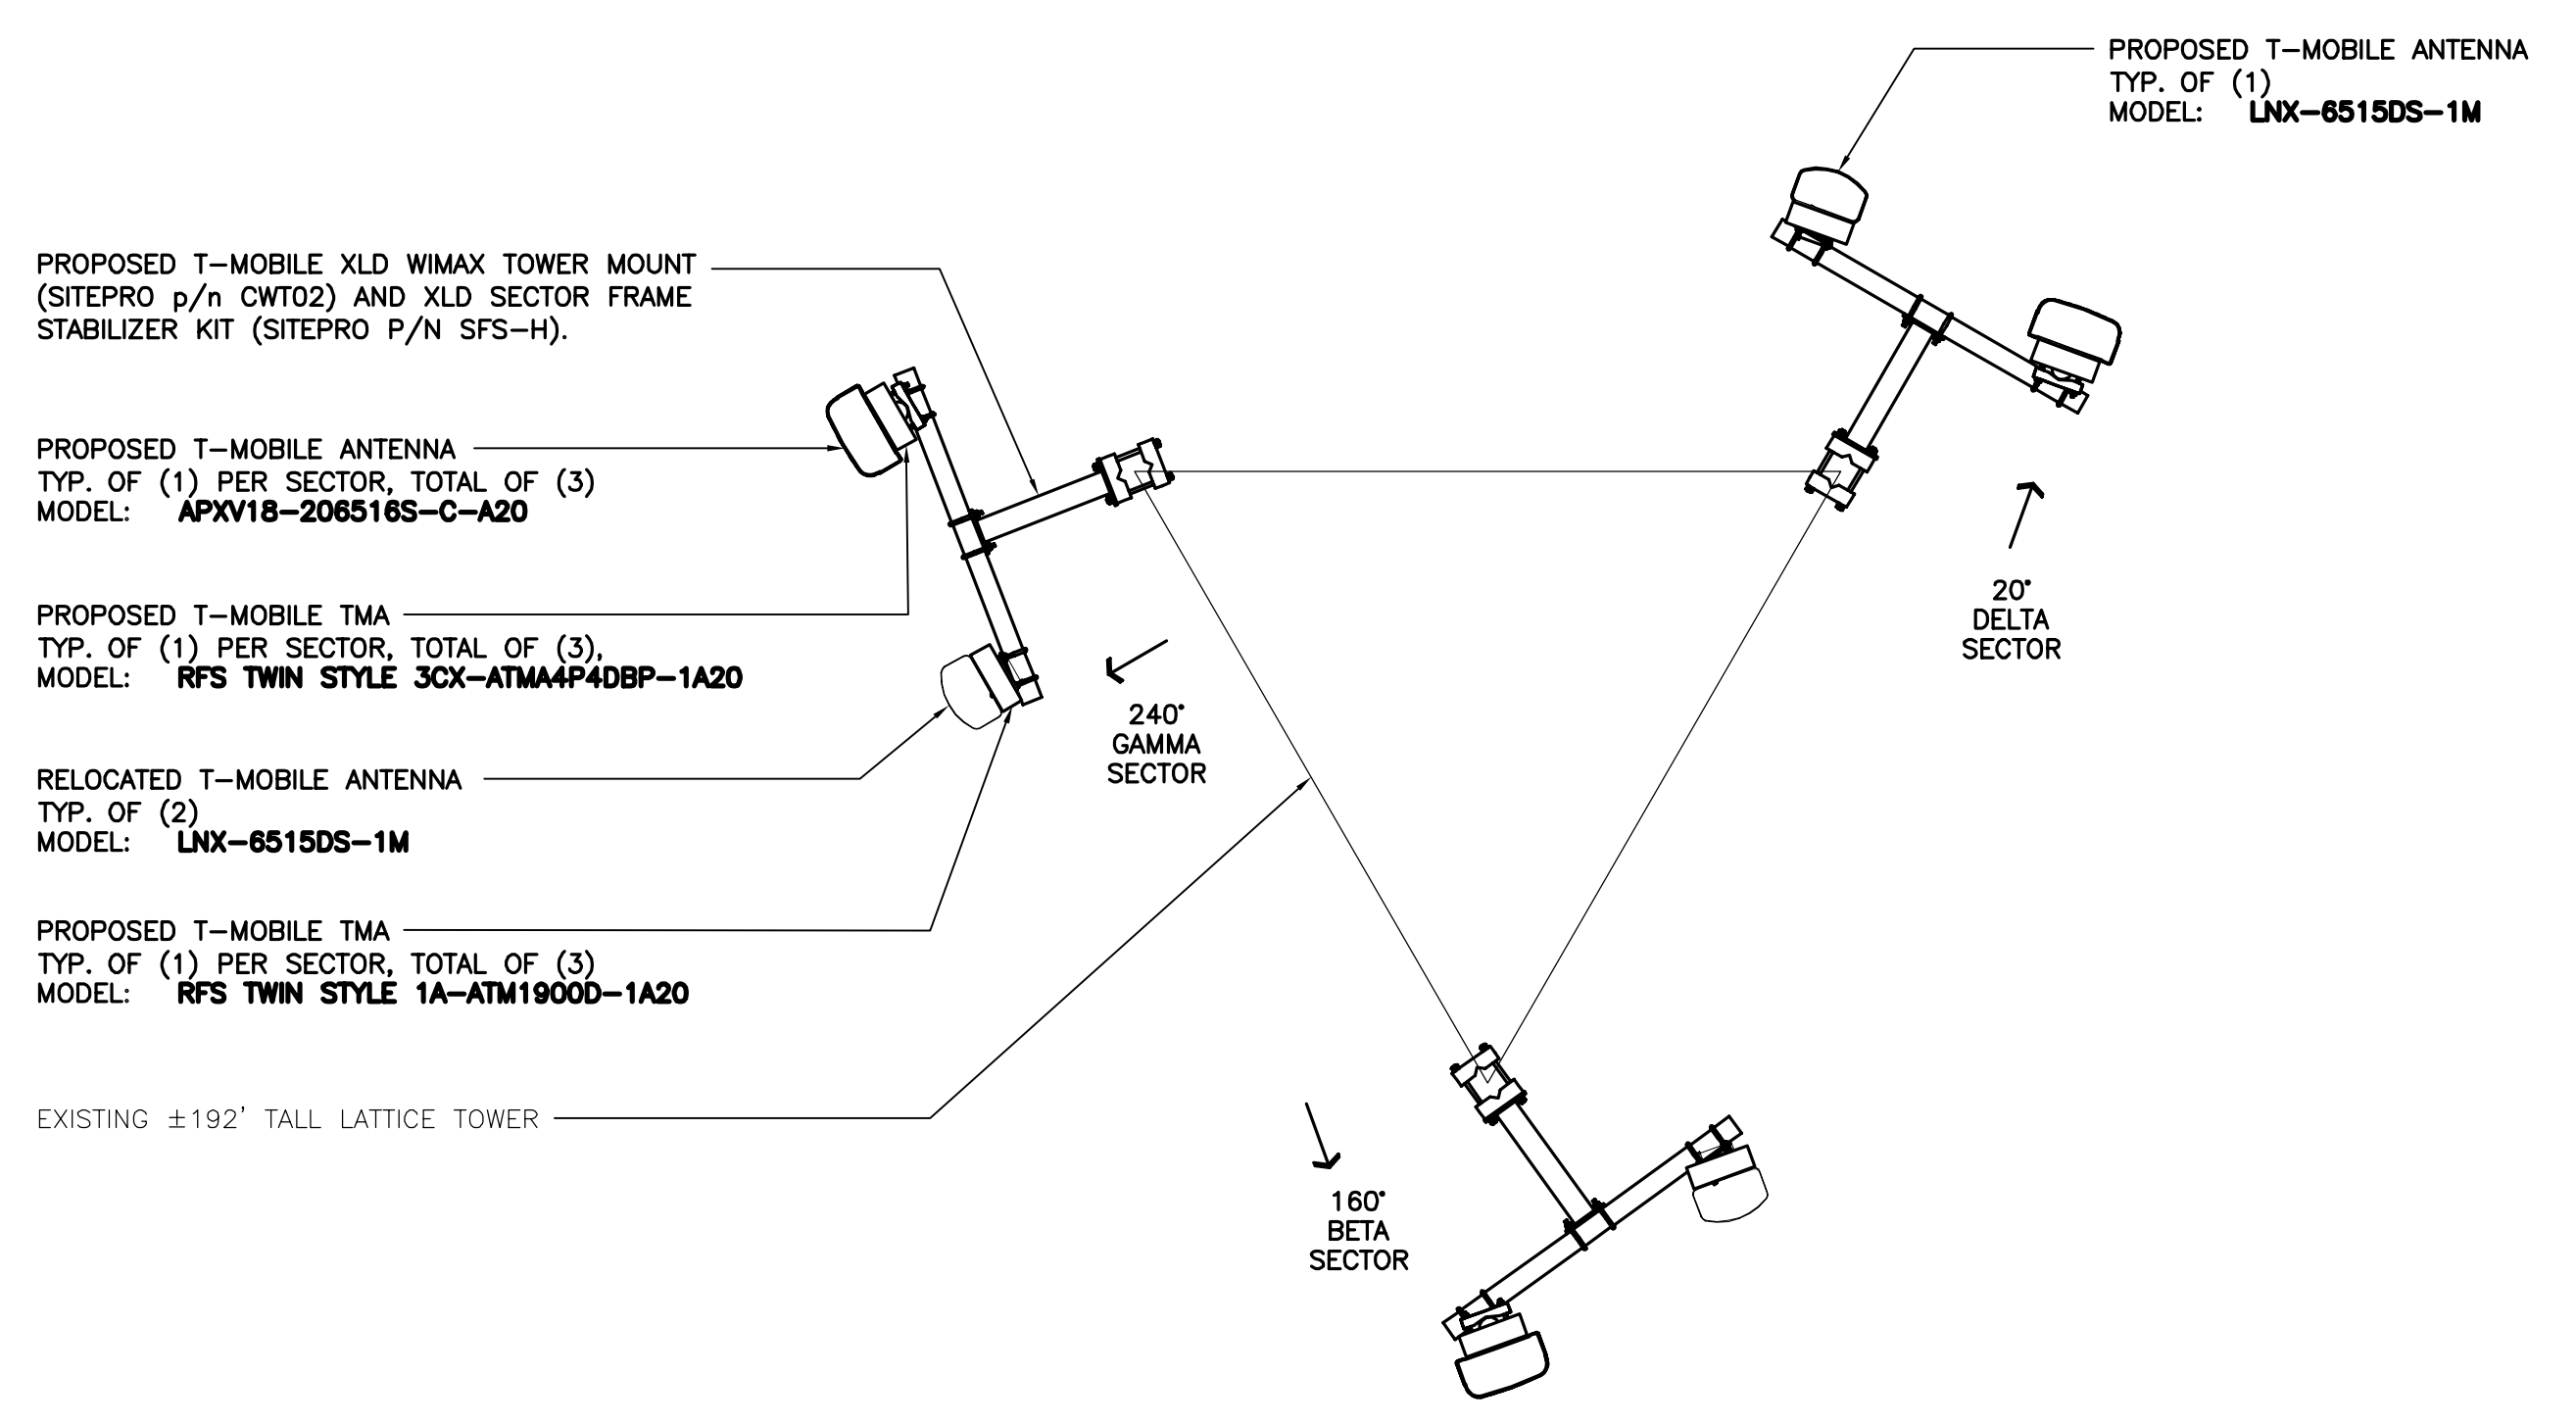 PROPOSED T-MOBILE ANTENNA
TYP. OF (1)
MODEL: LNX-6515DS-1M
PROPOSED T-MOBILE XLD WIMAX TOWER MOUNT
(SITEPRO p/n CWT02) AND XLD SECTOR FRAME
STABILIZER KIT (SITEPRO P/N SFS-H).
PROPOSED T-MOBILE ANTENNA
TYP. OF (1) PER SECTOR, TOTAL OF (3)
MODEL: APXV18-206516S-C-A20
PROPOSED T-MOBILE TMA
TYP. OF (1) PER SECTOR, TOTAL OF (3),
MODEL: RFS TWIN STYLE 3CX-ATMA4P4DBP-1A20
RELOCATED T-MOBILE ANTENNA
TYP. OF (2)
MODEL: LNX-6515DS-1M
PROPOSED T-MOBILE TMA
TYP. OF (1) PER SECTOR, TOTAL OF (3)
MODEL: RFS TWIN STYLE 1A-ATM1900D-1A20
EXISTING ±192' TALL LATTICE TOWER
20°
DELTA
SECTOR
240°
GAMMA
SECTOR
160°
BETA
SECTOR